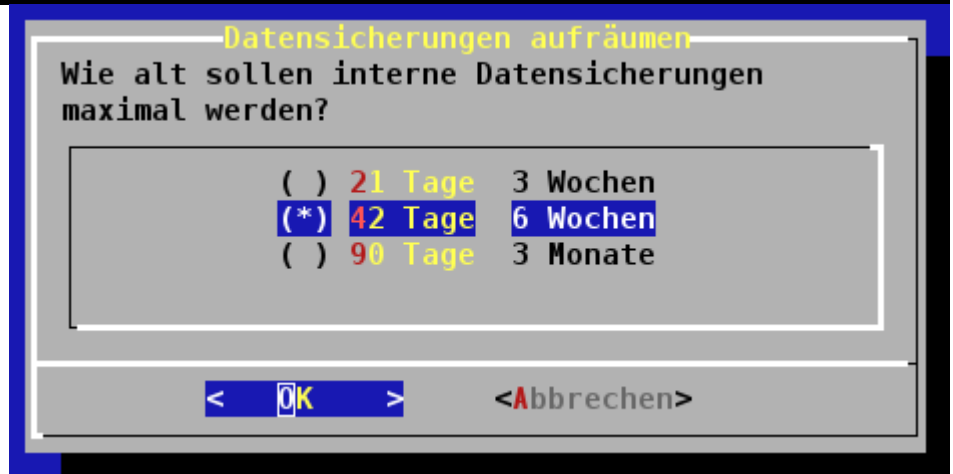 Datensicherungen aufräumen
Wie alt sollen interne Datensicherungen
maximal werden?
( ) 21 Tage 3 Wochen
(*) 42 Tage 6 Wochen
( ) 90 Tage 3 Monate
< OK > <Abbrechen>